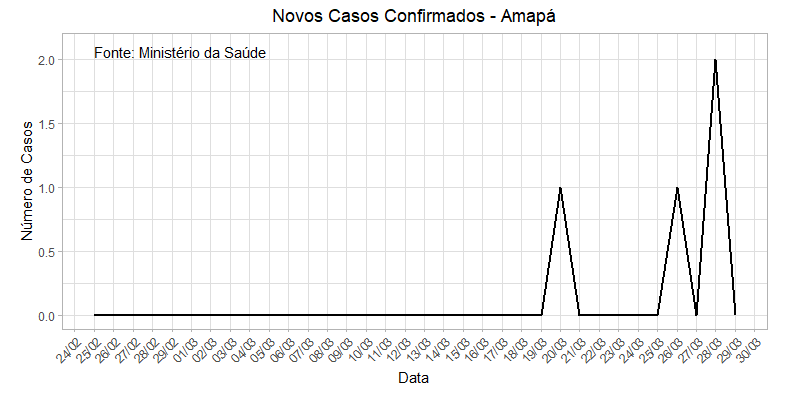 Novos Casos Confirmados - Amapá
Fonte: Ministério da Saúde
2.0
1.5
1.0
0.5
0.0
Número de Casos
24/02 25/02 26/02 27/02 28/02 29/02 01/03 02/03 03/03 04/03 05/03 06/03 07/03 08/03 09/03 10/03 11/03 12/03 13/03 14/03 15/03 16/03 17/03 18/03 19/03 20/03 21/03 22/03 23/03 24/03 25/03 26/03 27/03 28/03 29/03 30/03
Data